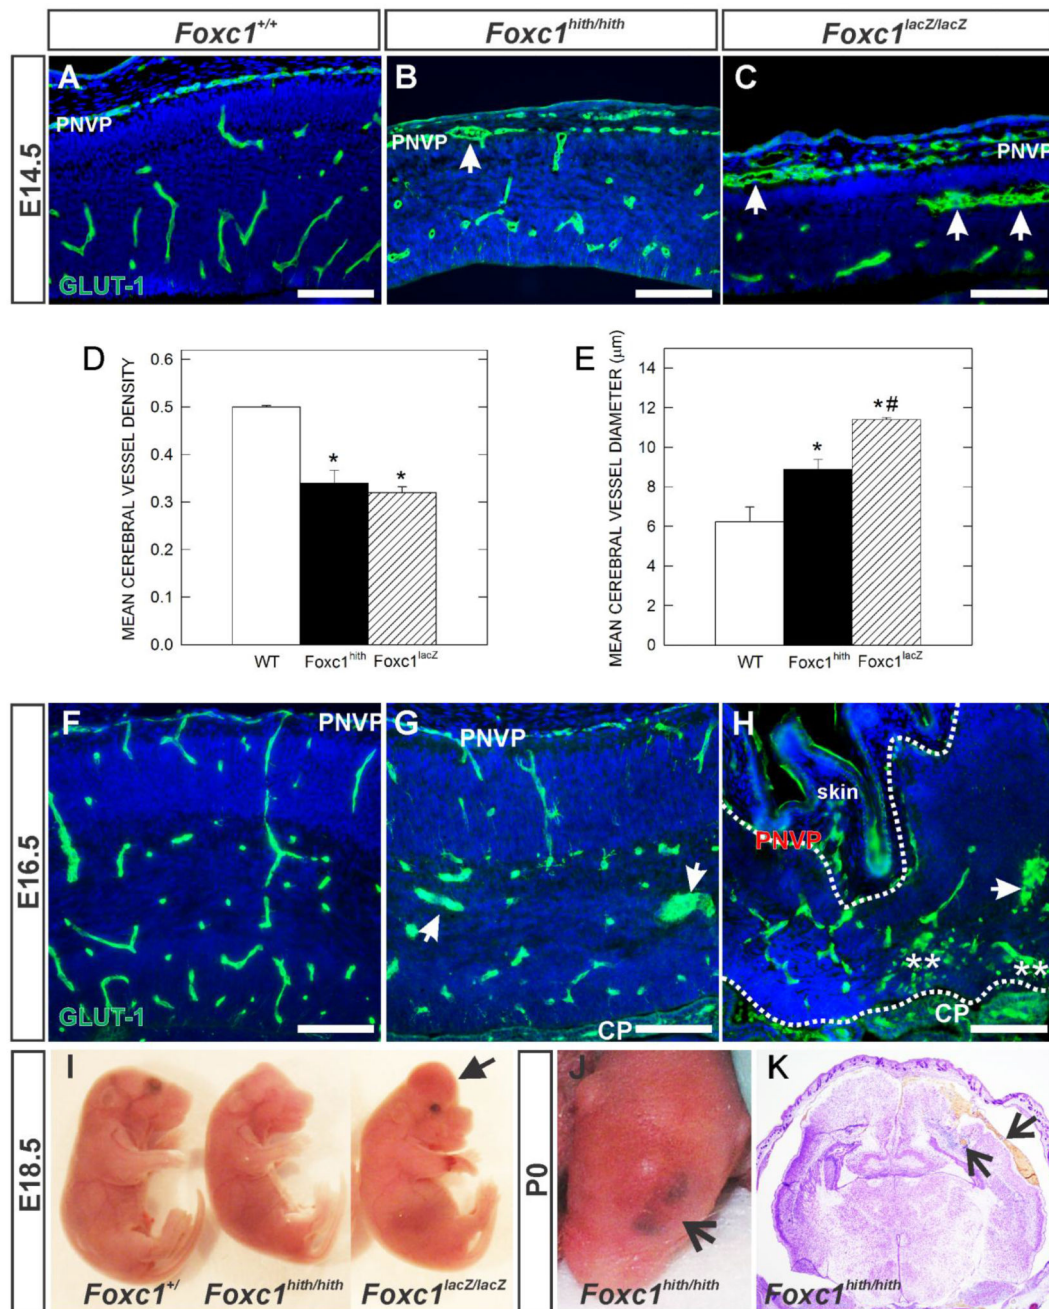 Foxc1+/+
Foxc1hith/hith
Foxc1lacZ/lacZ
E14.5
A
PNVP
GLUT-1
B
PNVP
C
PNVP
D
MEAN CEREBRAL VESSEL DENSITY
0.6
0.5
0.4
0.3
0.2
0.1
0.0
*
*
WT
Foxc1hith
Foxc1lacZ
E
MEAN CEREBRAL VESSEL DIAMETER (μm)
14
12
10
8
6
4
2
0
*
*#
WT
Foxc1hith
Foxc1lacZ
E16.5
F
PNVP
GLUT-1
G
PNVP
CP
H
skin
PNVP
**
**
CP
E18.5
I
Foxc1+/
Foxc1hith/hith
Foxc1lacZ/lacZ
P0
J
Foxc1hith/hith
K
Foxc1hith/hith